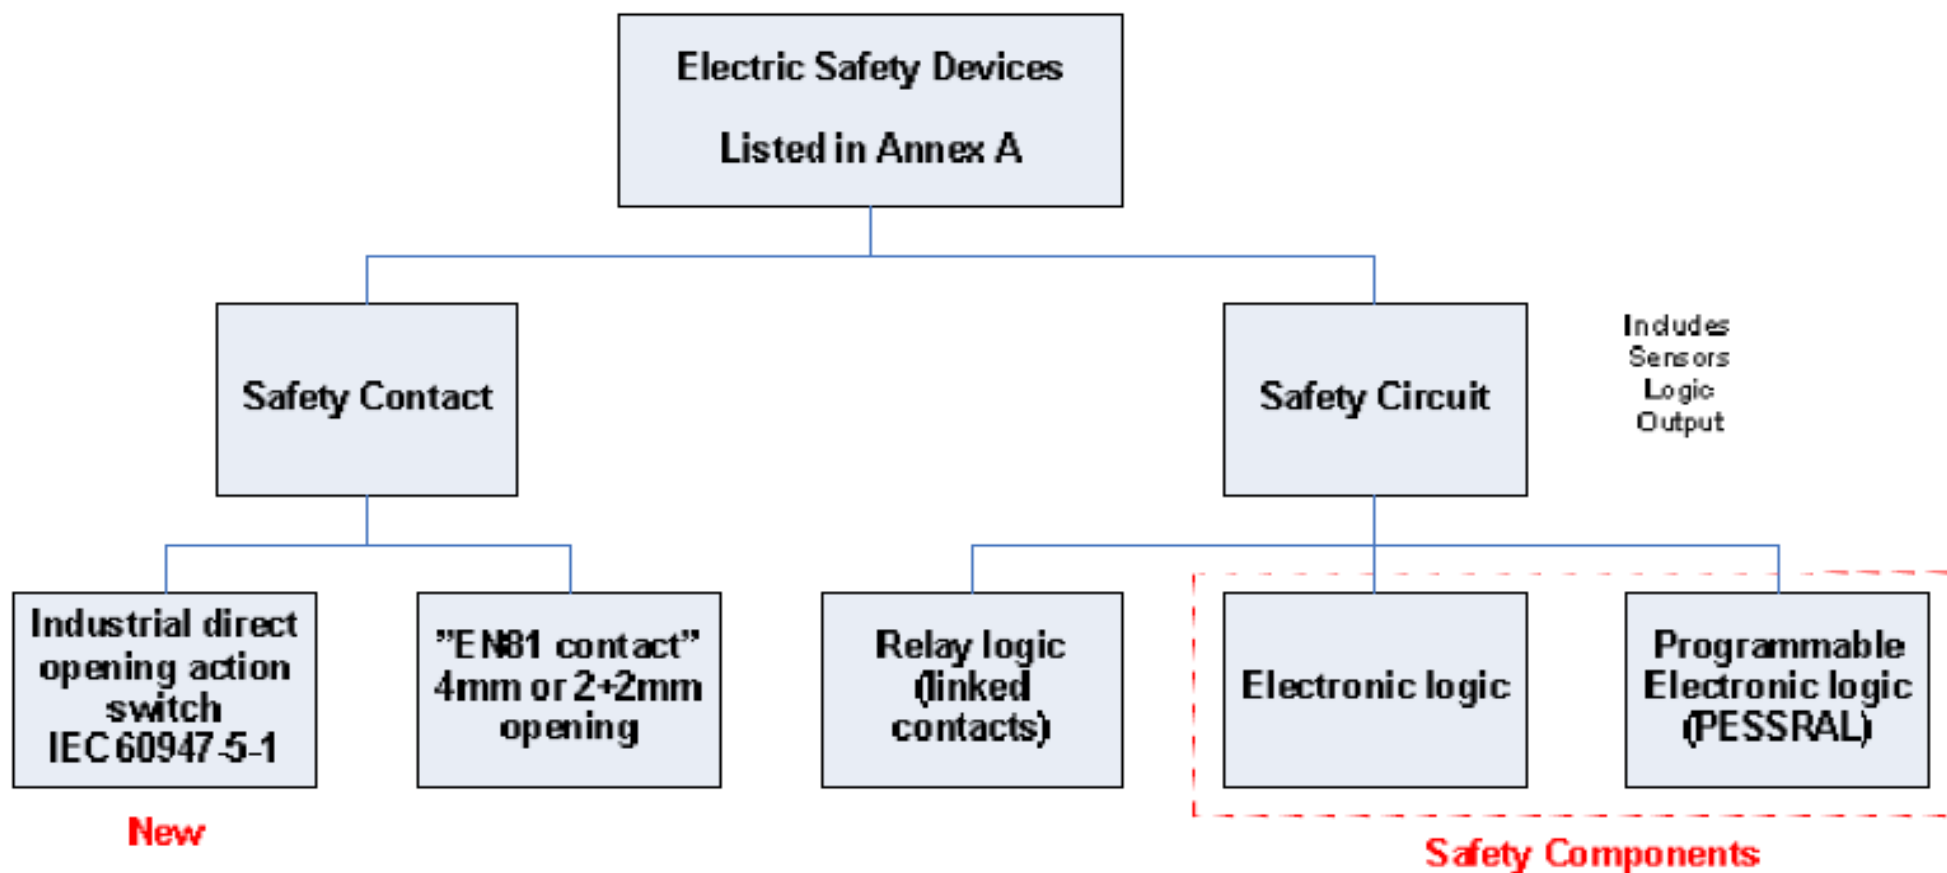 Electric Safety Devices
Listed in Annex A
Safety Contact
Safety Circuit
Includes
Sensors
Logic
Output
Industrial direct
opening action
switch
IEC 60947-5-1
”EN81 contact”
4mm or 2+2mm
opening
Relay logic
(linked
contacts)
Electronic logic
Programmable
Electronic logic
(PESSRAL)
New
Safety Components